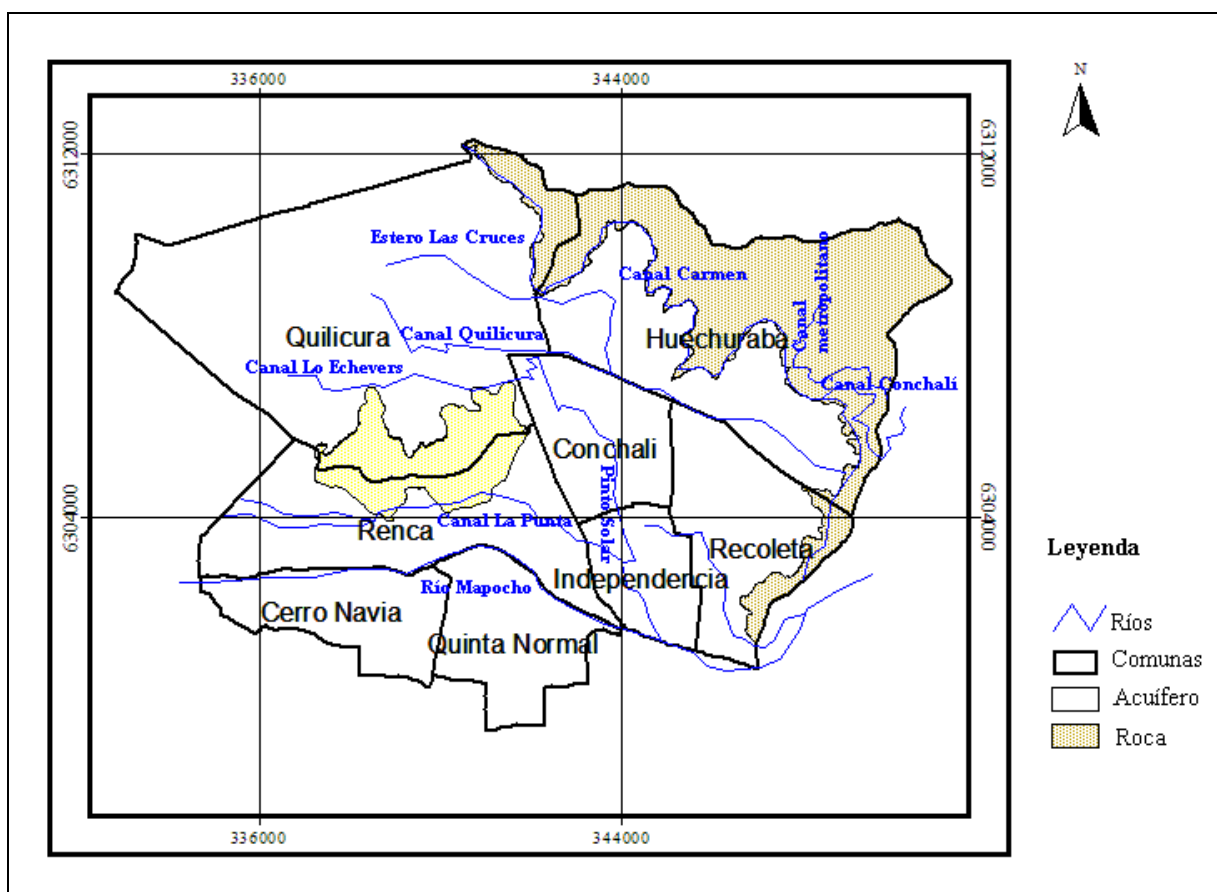 336000
344000
N
6312000
6312000
Estero Las Cruces
Canal Carmen
Canal
metropolitano
Quilicura
Canal Quilicura
Huechuraba
Canal Lo Echevers
Canal Conchalí
Conchali
Pinto Solar
6304000
6304000
Renca
Canal La Punta
Recoleta
Independencia
Río Mapocho
Cerro Navia
Quinta Normal
336000
344000
Leyenda
Ríos
Comunas
Acuífero
Roca